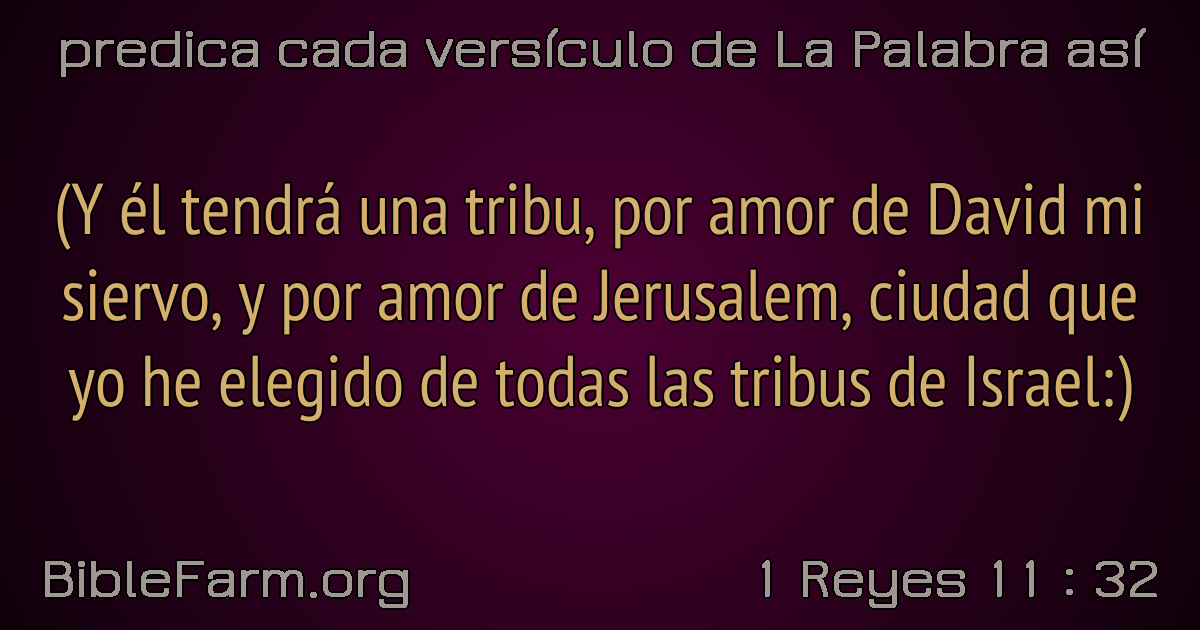 predica cada versículo de La Palabra así
(Y él tendrá una tribu, por amor de David mi
siervo, y por amor de Jerusalem, ciudad que
yo he elegido de todas las tribus de Israel:)
BibleFarm.org
1 Reyes 11 : 32